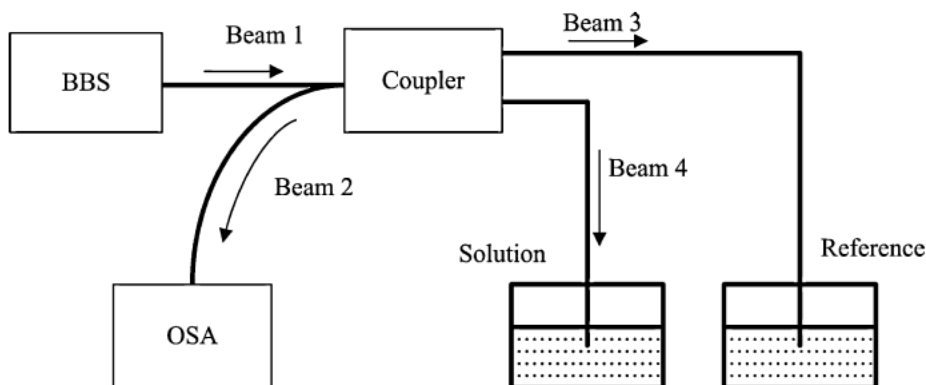 Beam 1
Beam 3
BBS
Coupler
Beam 2
Beam 4
Solution
Reference
OSA